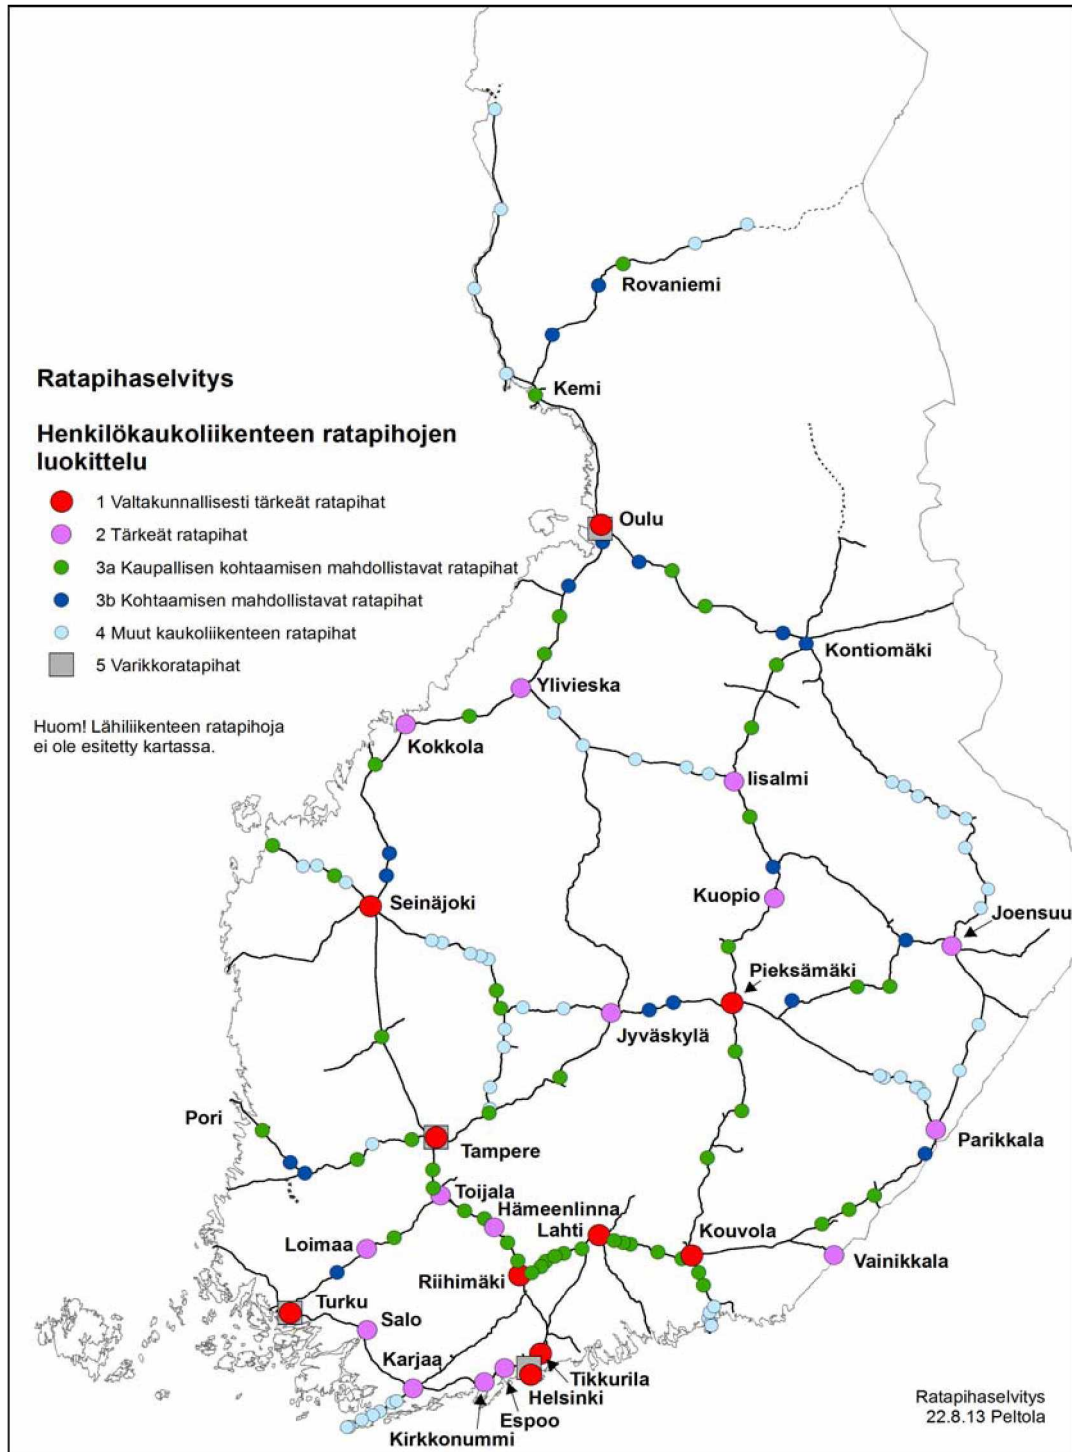 Rovaniemi
Ratapihaselvitys
Kemi
Henkilökaukoliikenteen ratapihojen
luokittelu
1 Valtakunnallisesti tärkeät ratapihat
2 Tärkeät ratapihat
3a Kaupallisen kohtaamisen mahdollistavat ratapihat
3b Kohtaamisen mahdollistavat ratapihat
4 Muut kaukoliikenteen ratapihat
5 Varikkoratapihat
Huom! Lähiliikenteen ratapihoja
ei ole esitetty kartassa.
Oulu
Kontiomäki
Ylivieska
Kokkola
Iisalmi
Kuopio
Seinäjoki
Joensuu
Pieksämäki
Jyväskylä
Pori
Parikkala
Tampere
Toijala
Hämeenlinna
Lahti
Kouvola
Loimaa
Vainikkala
Riihimäki
Turku
Salo
Karjaa
Tikkurila
Helsinki
Espoo
Kirkkonummi
Ratapihaselvitys
22.8.13 Peltola